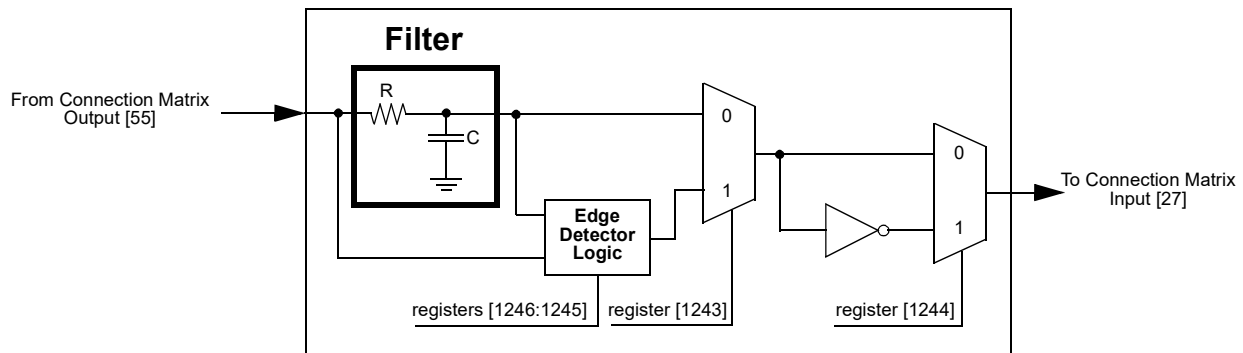 Filter
R
From Connection Matrix
Output [55]
C
0
1
Edge
Detector
Logic
0
1
To Connection Matrix
Input [27]
registers [1246:1245]
register [1243]
register [1244]